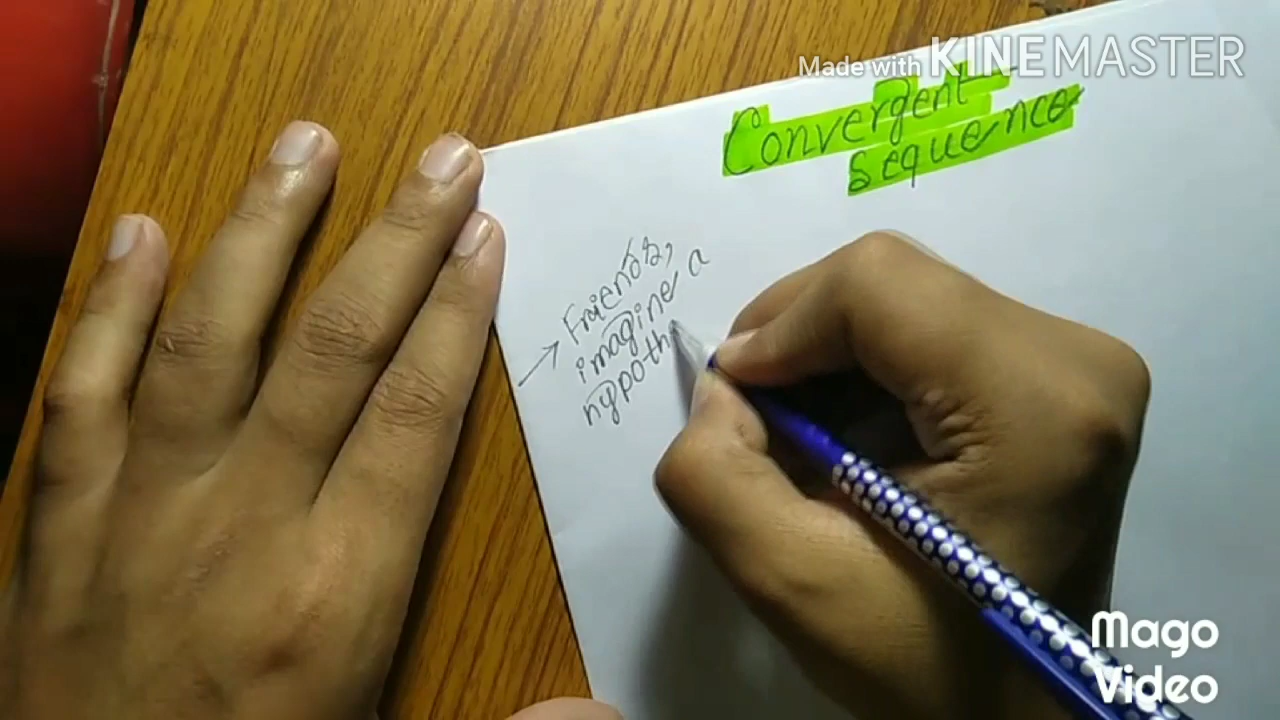 Made with KINEMASTER
Convergent
Sequence
→ Friends,
imagine a
hypoth
Mago
Video